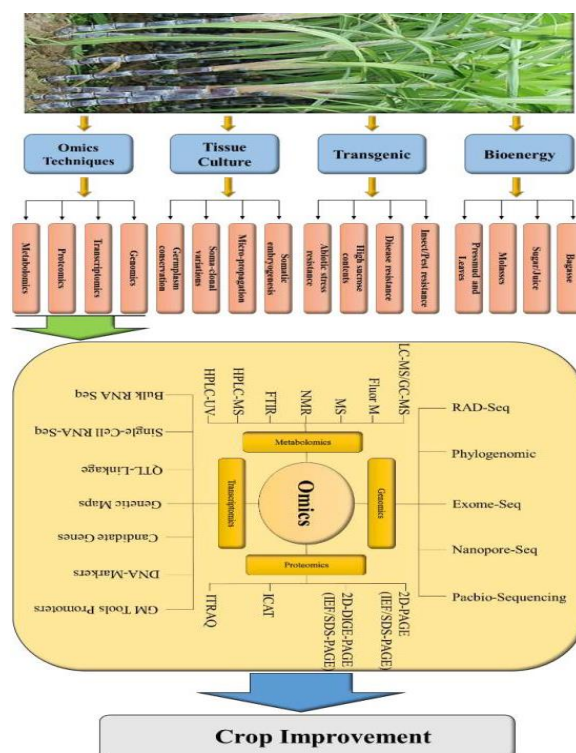 Omics
Techniques
Tissue
Culture
Transgenic
Bioenergy
Metabolomics
Proteomics
Transcriptomics
Genomics
Germplasm
conservation
Soma-clonal
variations
Micro-propagation
Somatic
embryogenesis
Abiotic stress
resistance
High sucrose
contents
Disease resistance
Insect/Pest resistance
Pressmud and
Leaves
Molasses
Sugar/Juice
Bagasse
HPLC-UV
HPLC-MS
FTIR
NMR
MS
Fluor M
LC-MS/GC-MS
Metabolomics
Bulk RNA Seq
Single-Cell RNA-Seq
QTL-Linkage
Genetic Maps
Candidate Genes
DNA-Markers
GM Tools Promoters
Transcriptomics
Omics
Genomics
RAD-Seq
Phylogenomic
Exome-Seq
Nanopore-Seq
Pacbio-Sequencing
Proteomics
ITRAQ
ICAT
2D-DIGE-PAGE
(IEF/SDS-PAGE)
2D-PAGE
(IEF/SDS-PAGE)
Crop Improvement